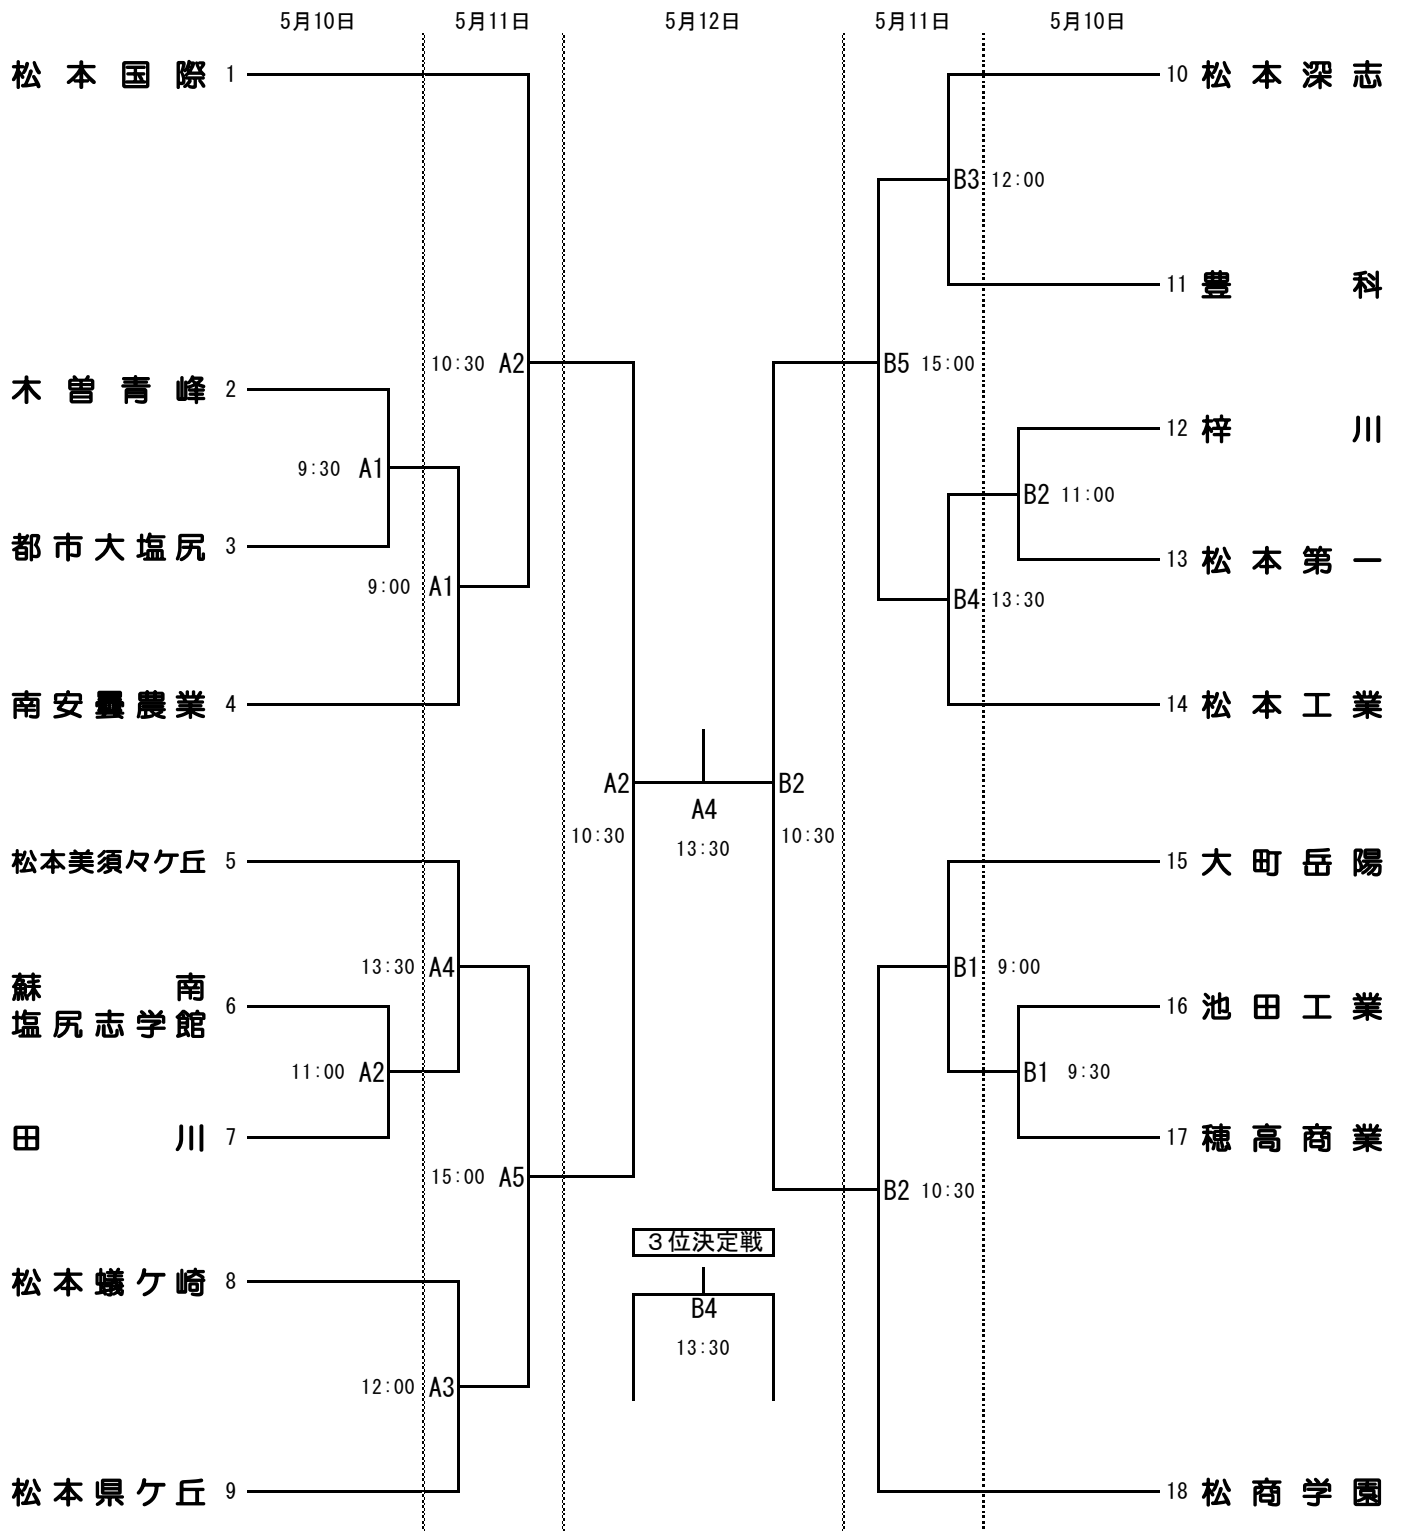 5月10日 5月11日 5月12日 5月11日 5月10日
松本国際 1
10 松本深志
B3 12:00
11 豊科
10:30 A2
B5 15:00
木曽青峰 2
12 梓川
9:30 A1
B2 11:00
都市大塩尻 3
13 松本第一
9:00 A1
B4 13:30
南安曇農業 4
14 松本工業
A2
B2
A4
10:30
10:30
13:30
松本美須々ケ丘 5
15 大町岳陽
13:30 A4
B1 9:00
蘇南
塩尻志学館
6
16 池田工業
11:00 A2
B1 9:30
田川 7
17 穂高商業
15:00 A5
B2 10:30
3位決定戦
松本蟻ケ崎 8
B4
13:30
12:00 A3
松本県ケ丘 9
18 松商学園